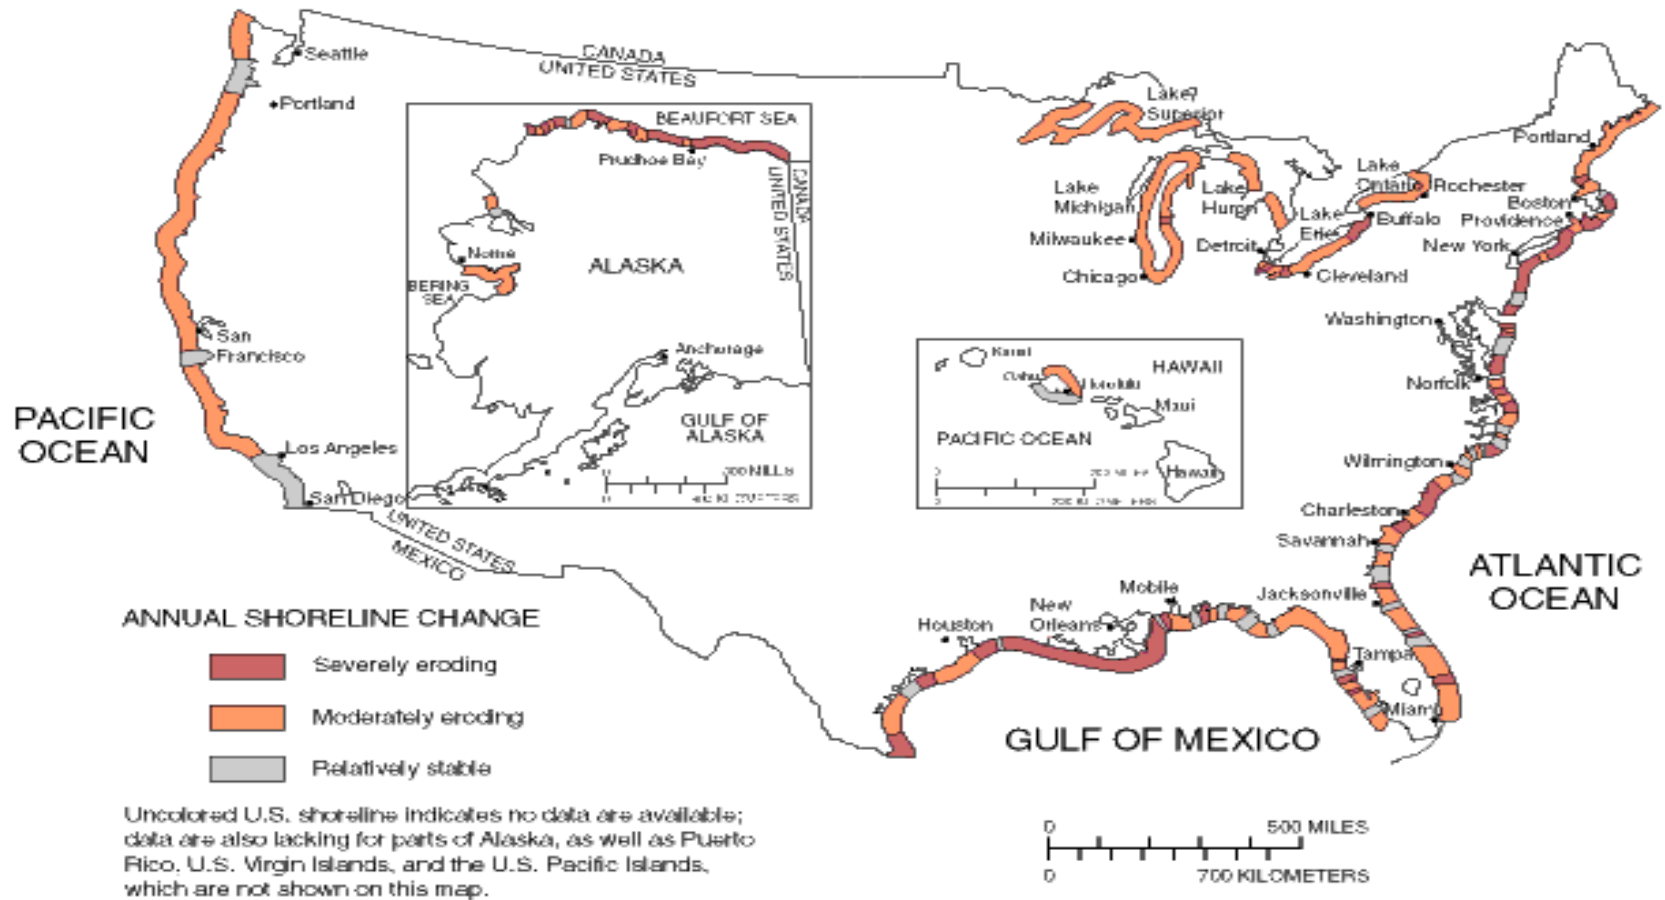 Seattle
CANADA
UNITED STATES
Portland
BEAUFORT SEA
Prudhoe Bay
CANADA
UNITED STATES
Nome
ALASKA
BERING
SEA
Anchorage
GULF OF
ALASKA
Lake
Superior
Lake
Michigan
Lake
Huron
Lake
Ontario
Rochester
Lake
Erie
Buffalo
Milwaukee
Detroit
Chicago
Cleveland
Portland
Boston
Providence
New York
Washington
Norfolk
Kauai
HAWAII
Oahu
Honolulu
Maui
PACIFIC OCEAN
Hawaii
San
Francisco
PACIFIC
OCEAN
Los Angeles
San Diego
UNITED STATES
MEXICO
Wilmington
Charleston
Savannah
ATLANTIC
OCEAN
Mobile
Jacksonville
New
Orleans
Houston
Tampa
Miami
GULF OF MEXICO
ANNUAL SHORELINE CHANGE
Severely eroding
Moderately eroding
Relatively stable
Uncolored U.S. shoreline indicates no data are available;
data are also lacking for parts of Alaska, as well as Puerto
Rico, U.S. Virgin Islands, and the U.S. Pacific Islands,
which are not shown on this map.
0 500 MILES
0 700 KILOMETERS